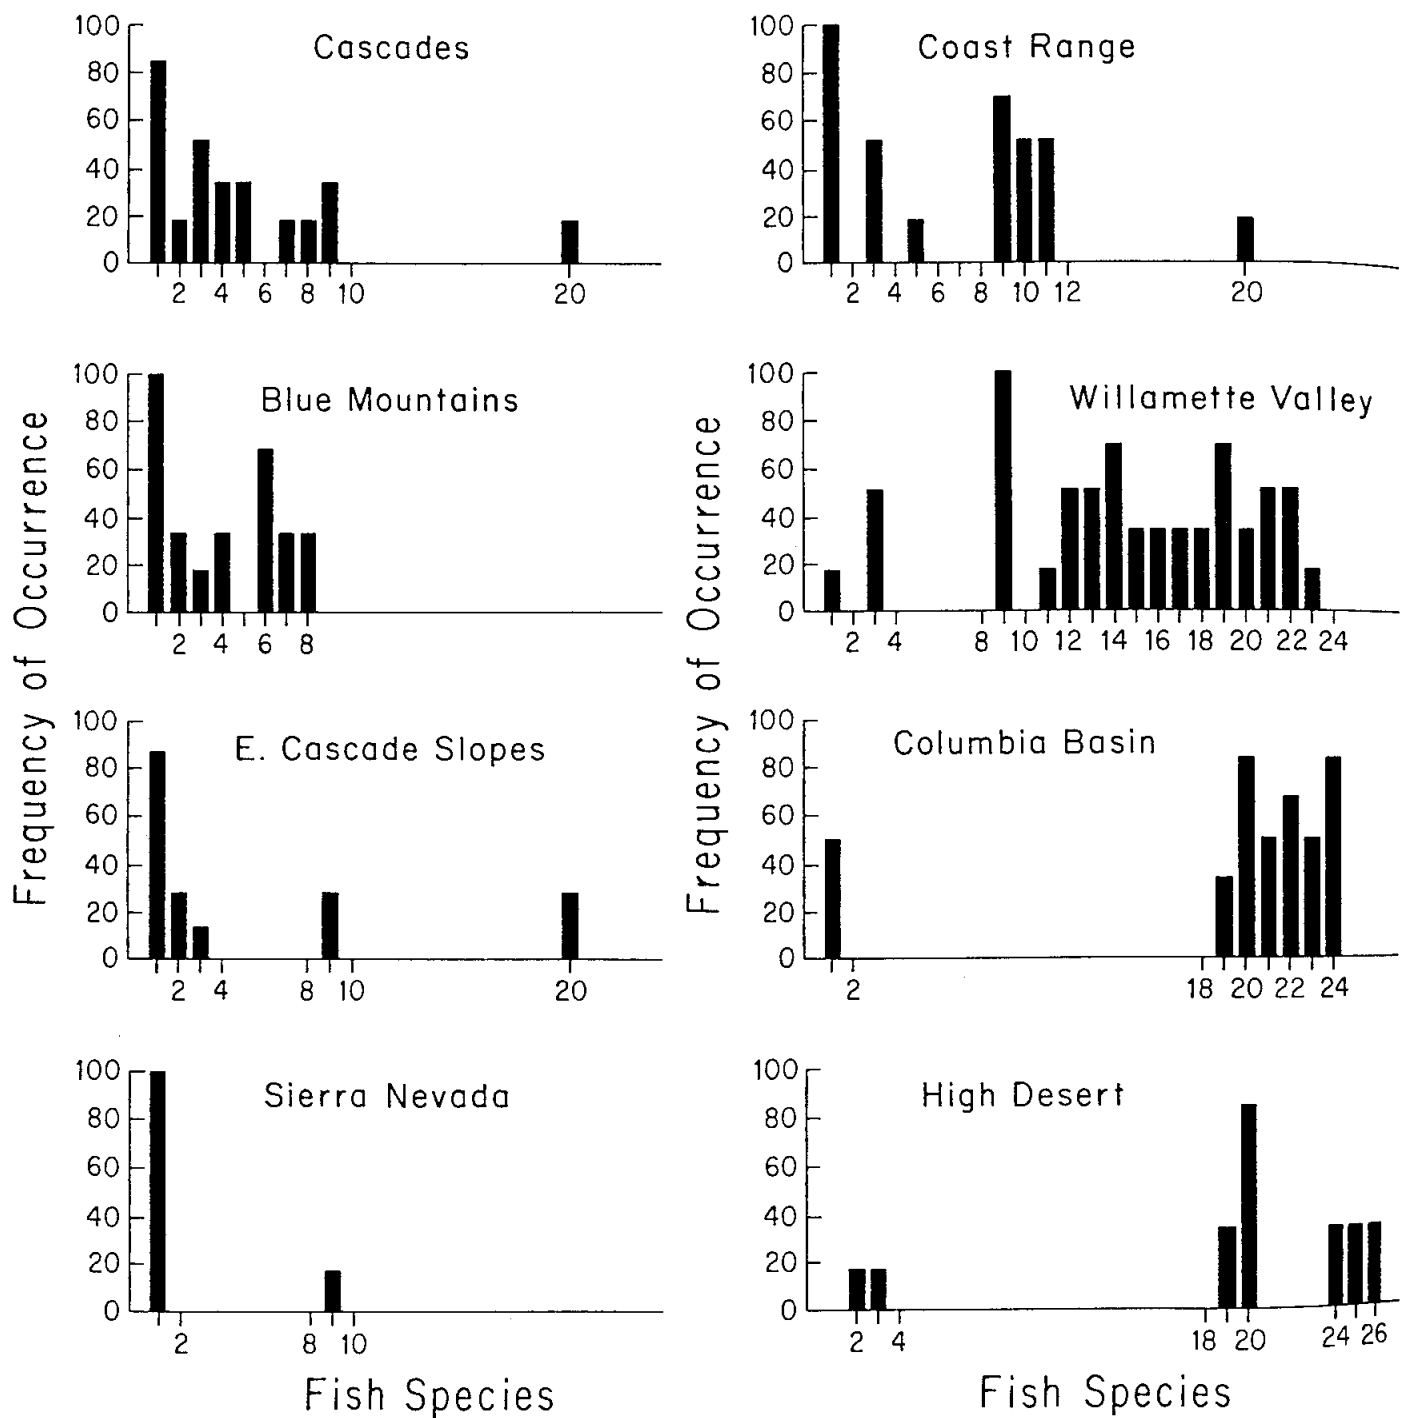 Cascades
100
80
60
40
20
0
2 4 6 8 10 20
Coast Range
100
80
60
40
20
0
2 4 6 8 10 12 20
Frequency of Occurrence
Blue Mountains
100
80
60
40
20
0
2 4 6 8
Frequency of Occurrence
Willamette Valley
100
80
60
40
20
0
2 4 8 10 12 14 16 18 20 22 24
E. Cascade Slopes
100
80
60
40
20
0
2 4 8 10 20
Columbia Basin
100
80
60
40
20
0
2 18 20 22 24
Sierra Nevada
100
80
60
40
20
0
2 8 10
Fish Species
High Desert
100
80
60
40
20
0
2 4 18 20 24 26
Fish Species